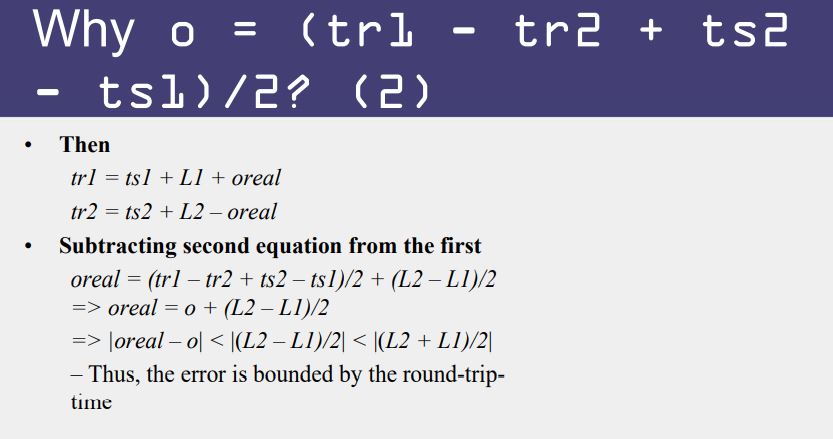 Why o = (tr1 - tr2 + ts2
- ts1)/2? (2)
• Then
tr1 = ts1 + L1 + oreal
tr2 = ts2 + L2 – oreal
• Subtracting second equation from the first
oreal = (tr1 – tr2 + ts2 – ts1)/2 + (L2 – L1)/2
=> oreal = o + (L2 – L1)/2
=> |oreal – o| < |(L2 – L1)/2| < |(L2 + L1)/2|
– Thus, the error is bounded by the round-trip-
time